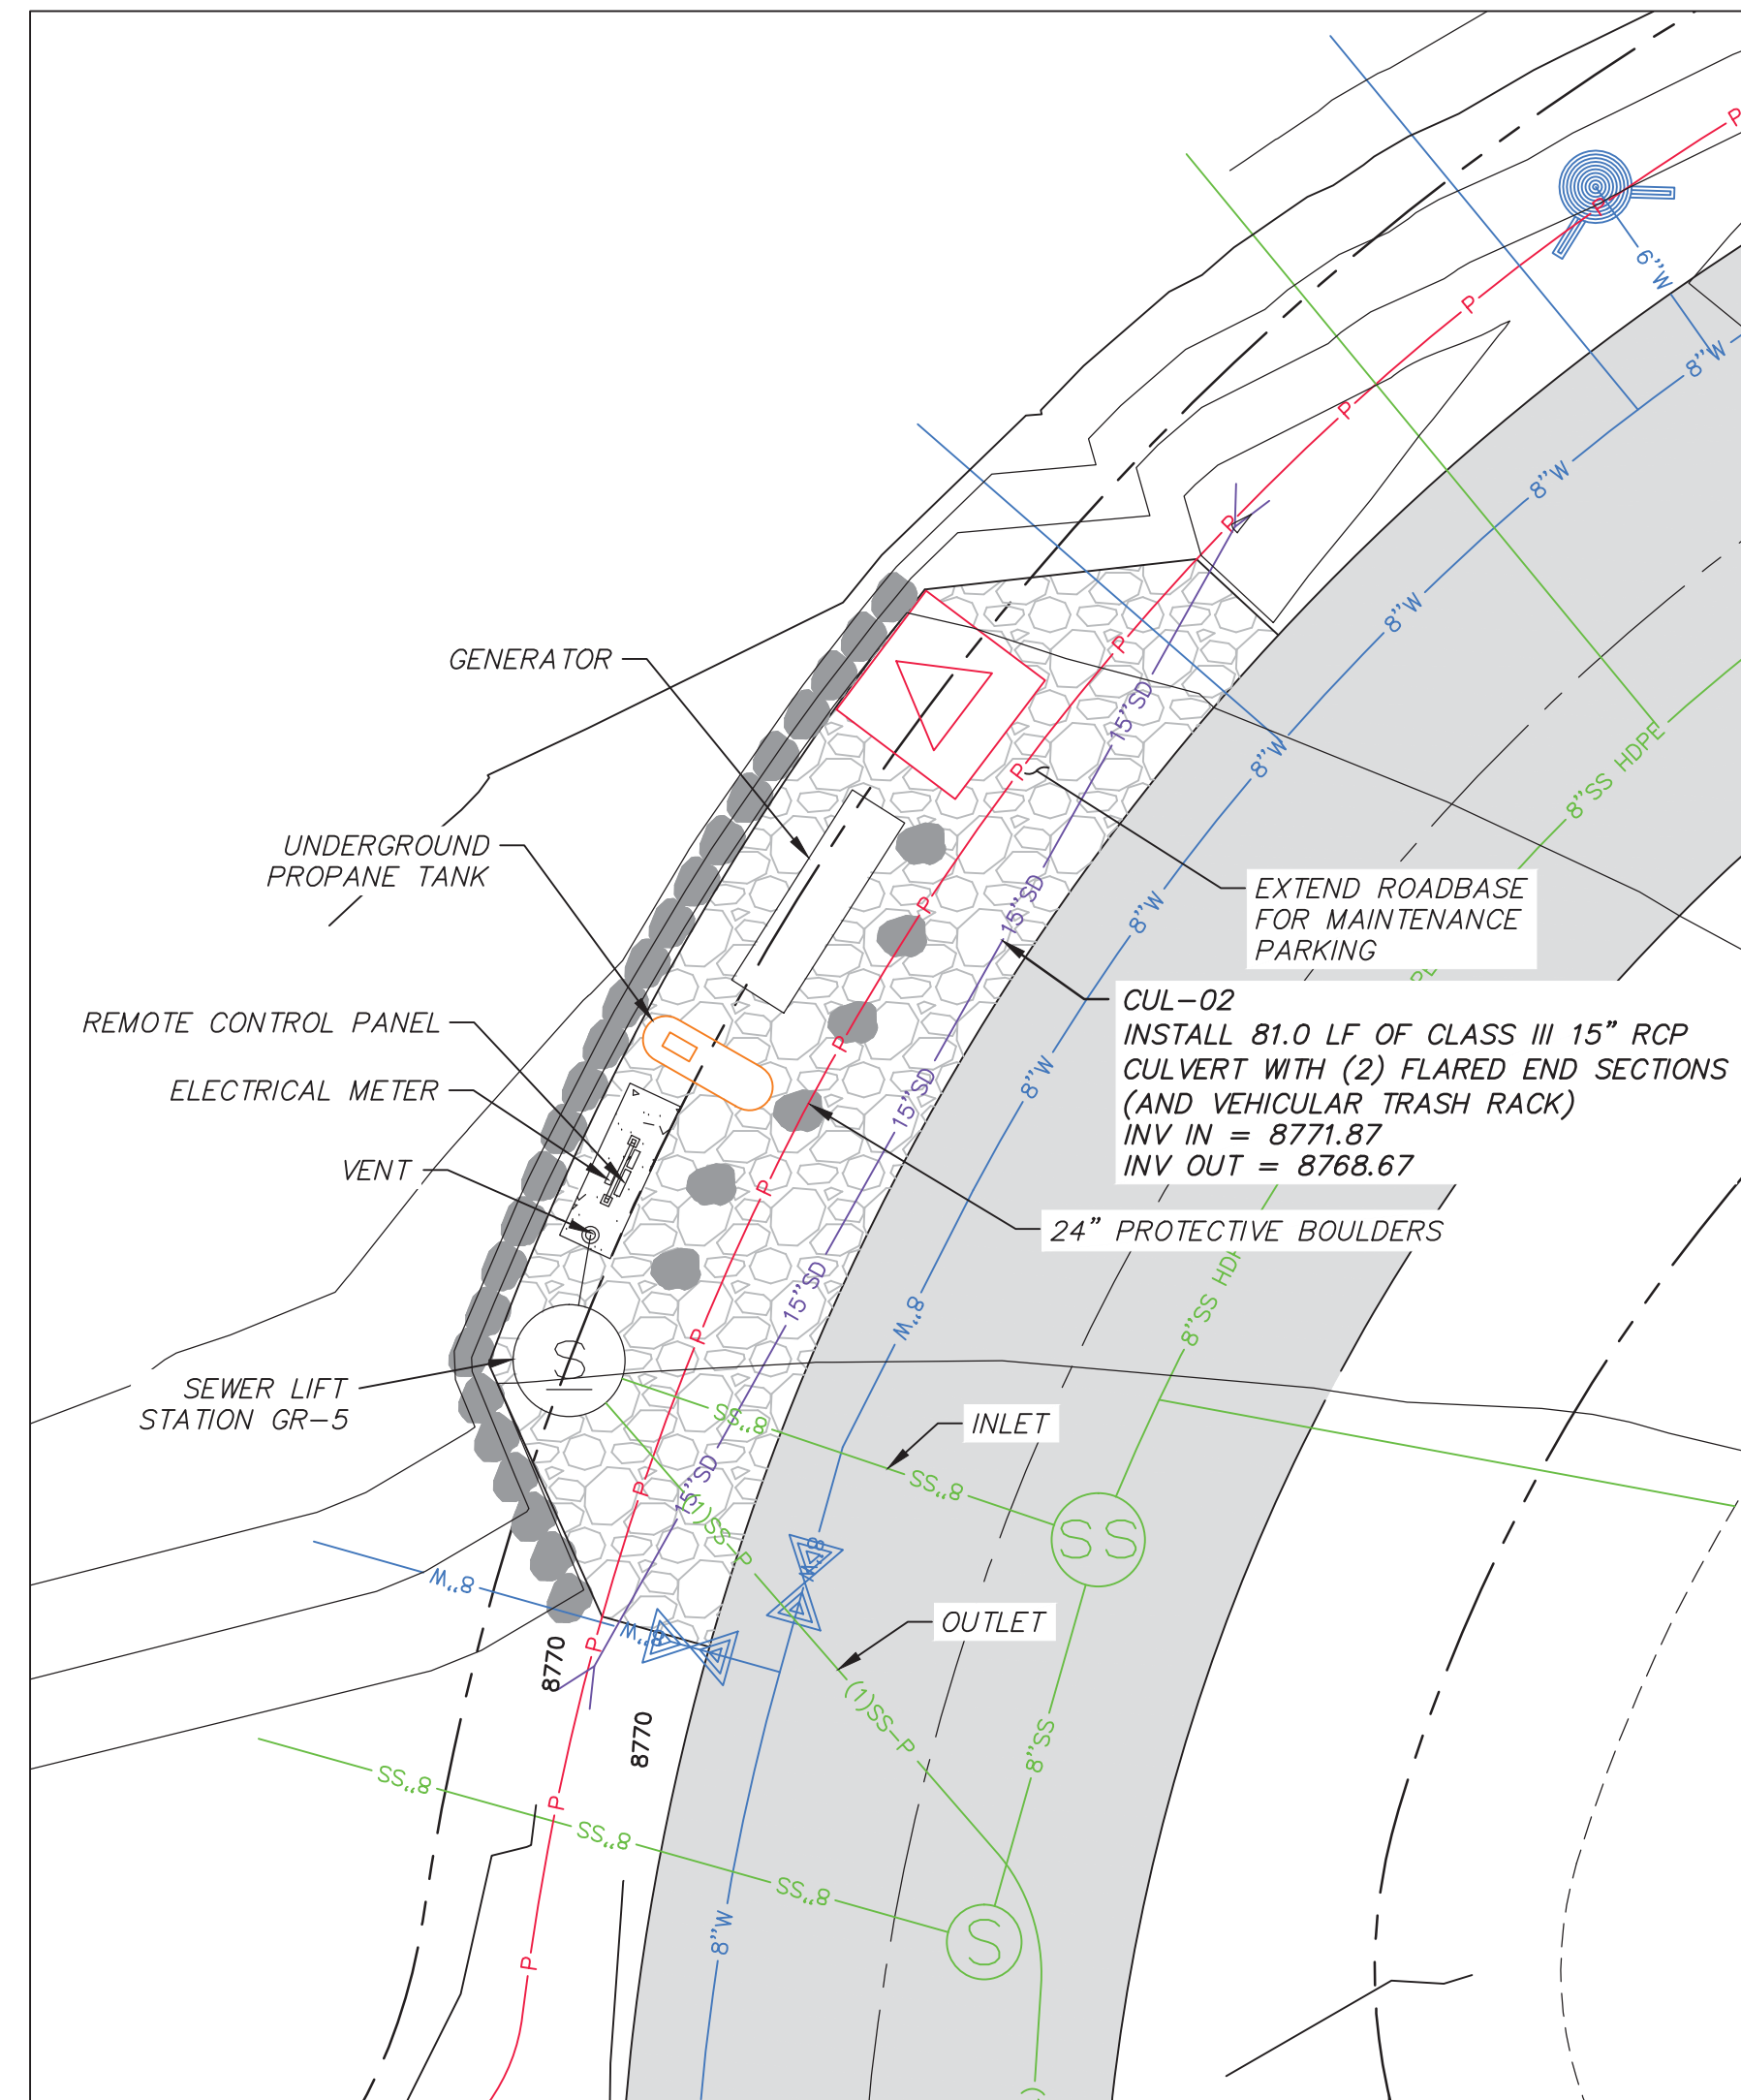 P
P
6"W
P
8"W
P
8"W
P
8"W
GENERATOR
P
15"SD
8"W
P
8"SS HDPE
UNDERGROUND
PROPANE TANK
15"SD
P
8"W
EXTEND ROADBASE
FOR MAINTENANCE
PARKING
CUL-02
INSTALL 81.0 LF OF CLASS III 15" RCP
CULVERT WITH (2) FLARED END SECTIONS
(AND VEHICULAR TRASH RACK)
INV IN = 8771.87
INV OUT = 8768.67
REMOTE CONTROL PANEL
P
8"W
ELECTRICAL METER
15"SD
VENT
P
24" PROTECTIVE BOULDERS
15"SD
8"W
8"SS HDP
P
S
SEWER LIFT
STATION GR-5
8"SS
INLET
15"SD
P
8"SS
(1)SS-P
SS
8"W
8"W
8"W
P
OUTLET
8770
8770
(1)SS-P
8"SS
8"SS
P
8"SS
8"SS
8"W
S
P